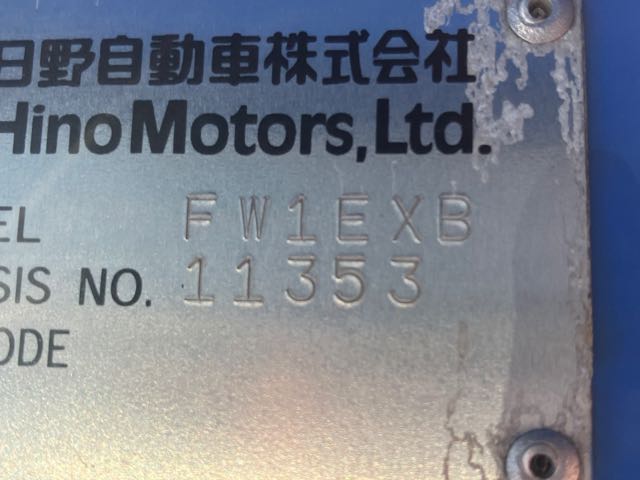 日野自動車株式会社
Hino Motors, Ltd.
EL FW1EXB
SIS NO. 11353
ODE